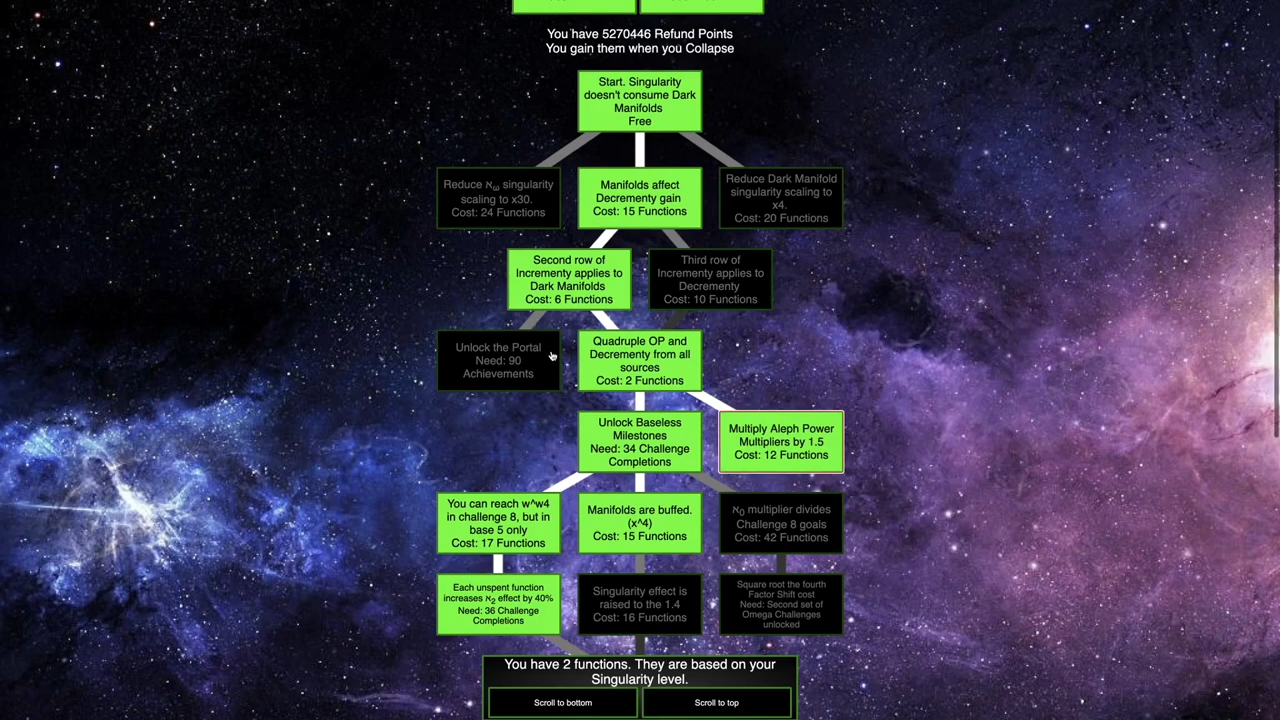 You have 5270446 Refund Points
You gain them when you Collapse
Start. Singularity
doesn't consume Dark
Manifolds
Free
Reduce ℵω singularity
scaling to x30.
Cost: 24 Functions
Manifolds affect
Decrementy gain
Cost: 15 Functions
Reduce Dark Manifold
singularity scaling to
x4.
Cost: 20 Functions
Second row of
Incrementy applies to
Dark Manifolds
Cost: 6 Functions
Third row of
Incrementy applies to
Decrementy
Cost: 10 Functions
Unlock the Portal
Need: 90
Achievements
Quadruple OP and
Decrementy from all
sources
Cost: 2 Functions
Unlock Baseless
Milestones
Need: 34 Challenge
Completions
Multiply Aleph Power
Multipliers by 1.5
Cost: 12 Functions
You can reach w^w4
in challenge 8, but in
base 5 only
Cost: 17 Functions
Manifolds are buffed.
(x^4)
Cost: 15 Functions
ℵ0 multiplier divides
Challenge 8 goals
Cost: 42 Functions
Each unspent function
increases ℵ2 effect by 40%
Need: 36 Challenge
Completions
Singularity effect is
raised to the 1.4
Cost: 16 Functions
Square root the fourth
Factor Shift cost
Need: Second set of
Omega Challenges
unlocked
You have 2 functions. They are based on your
Singularity level.
Scroll to bottom
Scroll to top